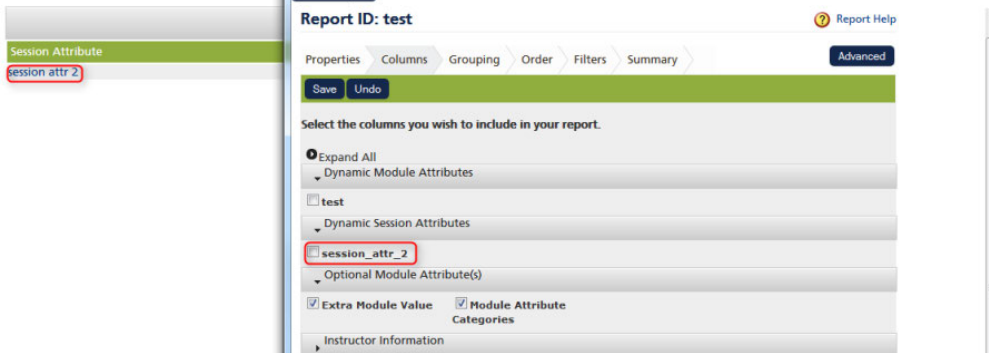 Session Attribute
session attr 2
Report ID: test
Report Help
Properties Columns Grouping Order Filters Summary
Advanced
Save Undo
Select the columns you wish to include in your report.
Expand All
Dynamic Module Attributes
test
Dynamic Session Attributes
session_attr_2
Optional Module Attribute(s)
Extra Module Value Module Attribute
Categories
Instructor Information